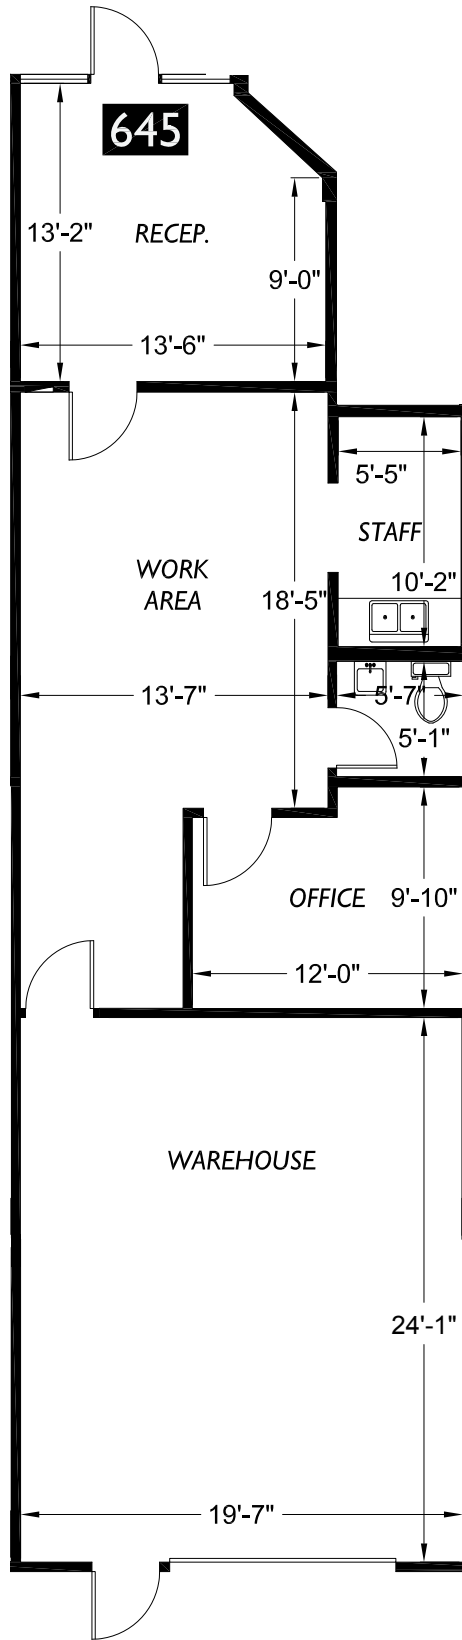 645
13'-2"
RECEP.
9'-0"
13'-6"
5'-5"
STAFF
WORK
AREA
18'-5"
10'-2"
13'-7"
5'-7"
5'-1"
OFFICE
9'-10"
12'-0"
WAREHOUSE
24'-1"
19'-7"